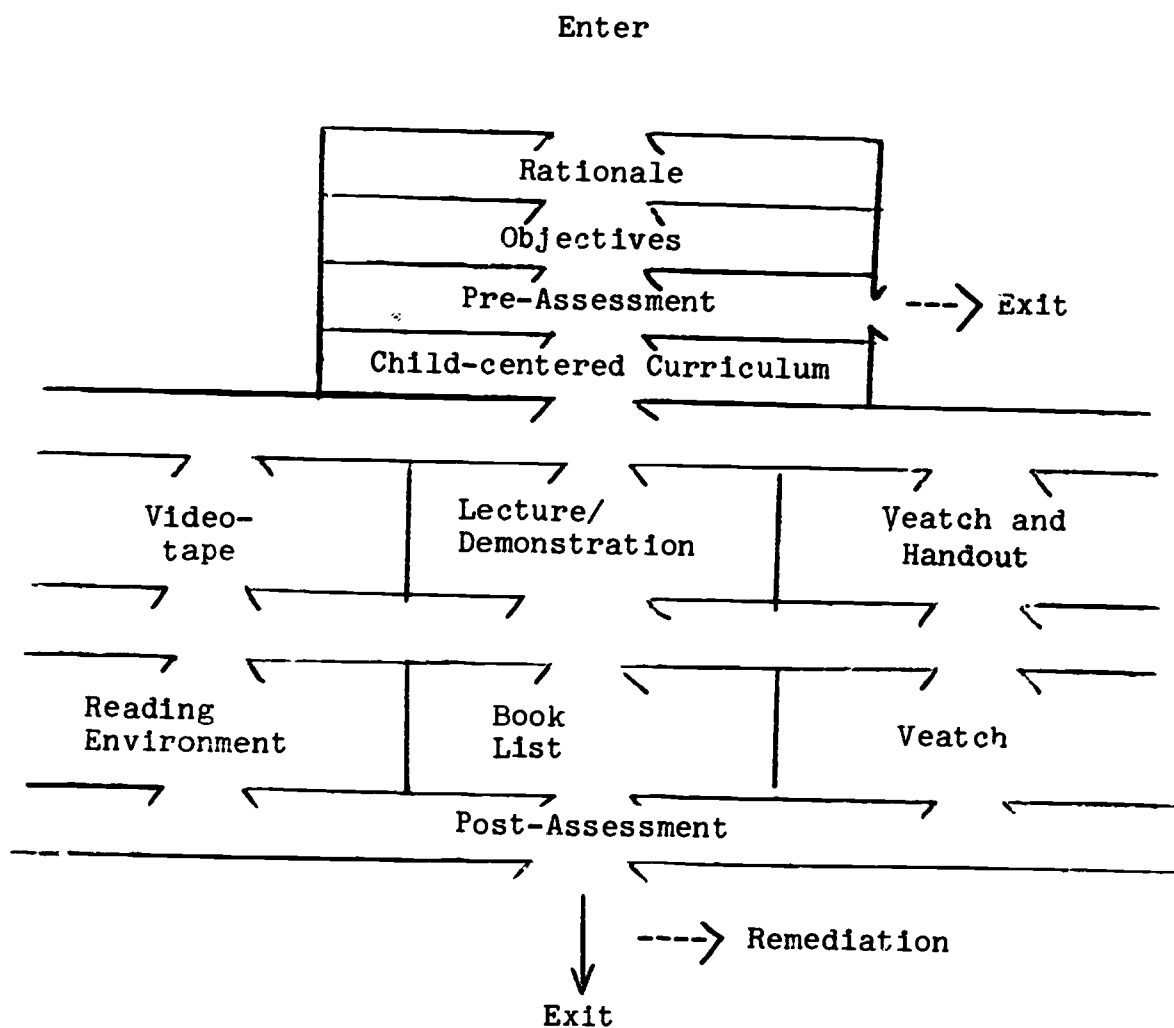 Enter
Rationale
Objectives
Pre-Assessment
Exit
Child-centered Curriculum
Video-
tape
Lecture/
Demonstration
Veatch and
Handout
Reading
Environment
Book
List
Veatch
Post-Assessment
Remediation
Exit